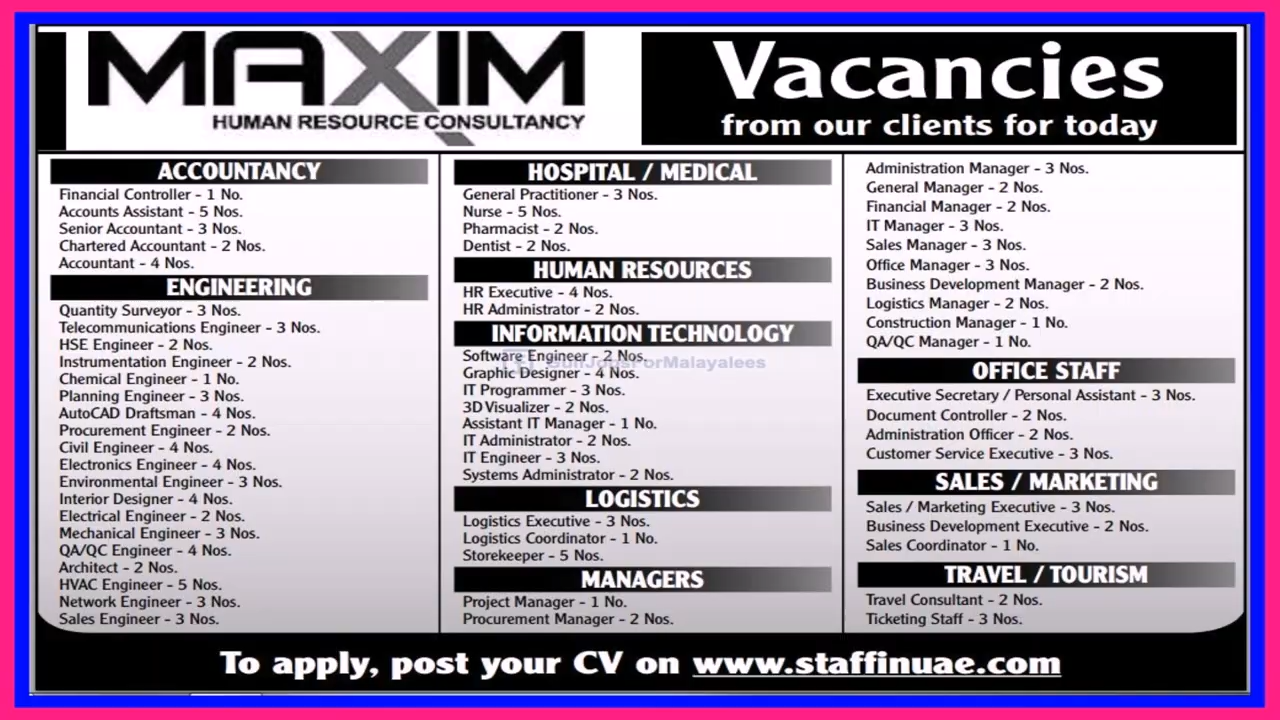 MAXIM
HUMAN RESOURCE CONSULTANCY
Vacancies
from our clients for today
ACCOUNTANCY
Financial Controller - 1 No.
Accounts Assistant - 5 Nos.
Senior Accountant - 3 Nos.
Chartered Accountant - 2 Nos.
Accountant - 4 Nos.
ENGINEERING
Quantity Surveyor - 3 Nos.
Telecommunications Engineer - 3 Nos.
HSE Engineer - 2 Nos.
Instrumentation Engineer - 2 Nos.
Chemical Engineer - 1 No.
Planning Engineer - 3 Nos.
AutoCAD Draftsman - 4 Nos.
Procurement Engineer - 2 Nos.
Civil Engineer - 4 Nos.
Electronics Engineer - 4 Nos.
Environmental Engineer - 3 Nos.
Interior Designer - 4 Nos.
Electrical Engineer - 2 Nos.
Mechanical Engineer - 3 Nos.
QA/QC Engineer - 4 Nos.
Architect - 2 Nos.
HVAC Engineer - 5 Nos.
Network Engineer - 3 Nos.
Sales Engineer - 3 Nos.
HOSPITAL / MEDICAL
General Practitioner - 3 Nos.
Nurse - 5 Nos.
Pharmacist - 2 Nos.
Dentist - 2 Nos.
HUMAN RESOURCES
HR Executive - 4 Nos.
HR Administrator - 2 Nos.
INFORMATION TECHNOLOGY
Software Engineer - 2 Nos.
GulfJobsForMalayalees
Graphic Designer - 4 Nos.
IT Programmer - 3 Nos.
3D Visualizer - 2 Nos.
Assistant IT Manager - 1 No.
IT Administrator - 2 Nos.
IT Engineer - 3 Nos.
Systems Administrator - 2 Nos.
LOGISTICS
Logistics Executive - 3 Nos.
Logistics Coordinator - 1 No.
Storekeeper - 5 Nos.
MANAGERS
Project Manager - 1 No.
Procurement Manager - 2 Nos.
Administration Manager - 3 Nos.
General Manager - 2 Nos.
Financial Manager - 2 Nos.
IT Manager - 3 Nos.
Sales Manager - 3 Nos.
Office Manager - 3 Nos.
Business Development Manager - 2 Nos.
Logistics Manager - 2 Nos.
Construction Manager - 1 No.
QA/QC Manager - 1 No.
OFFICE STAFF
Executive Secretary / Personal Assistant - 3 Nos.
Document Controller - 2 Nos.
Administration Officer - 2 Nos.
Customer Service Executive - 3 Nos.
SALES / MARKETING
Sales / Marketing Executive - 3 Nos.
Business Development Executive - 2 Nos.
Sales Coordinator - 1 No.
TRAVEL / TOURISM
Travel Consultant - 2 Nos.
Ticketing Staff - 3 Nos.
To apply, post your CV on www.staffinuae.com